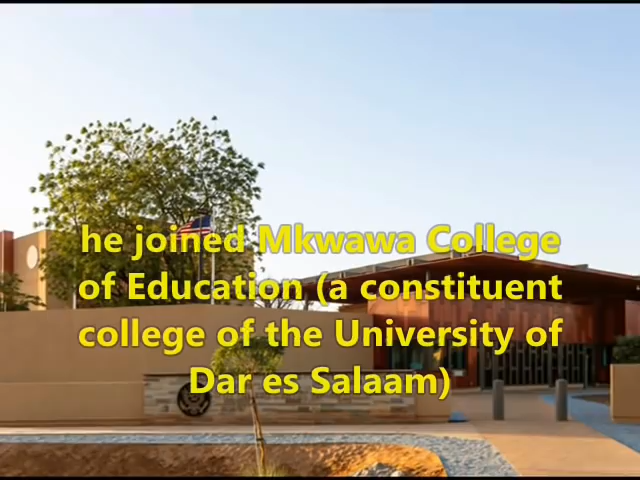 he joined Mkwawa College
of Education (a constituent
college of the University of
Dar es Salaam)